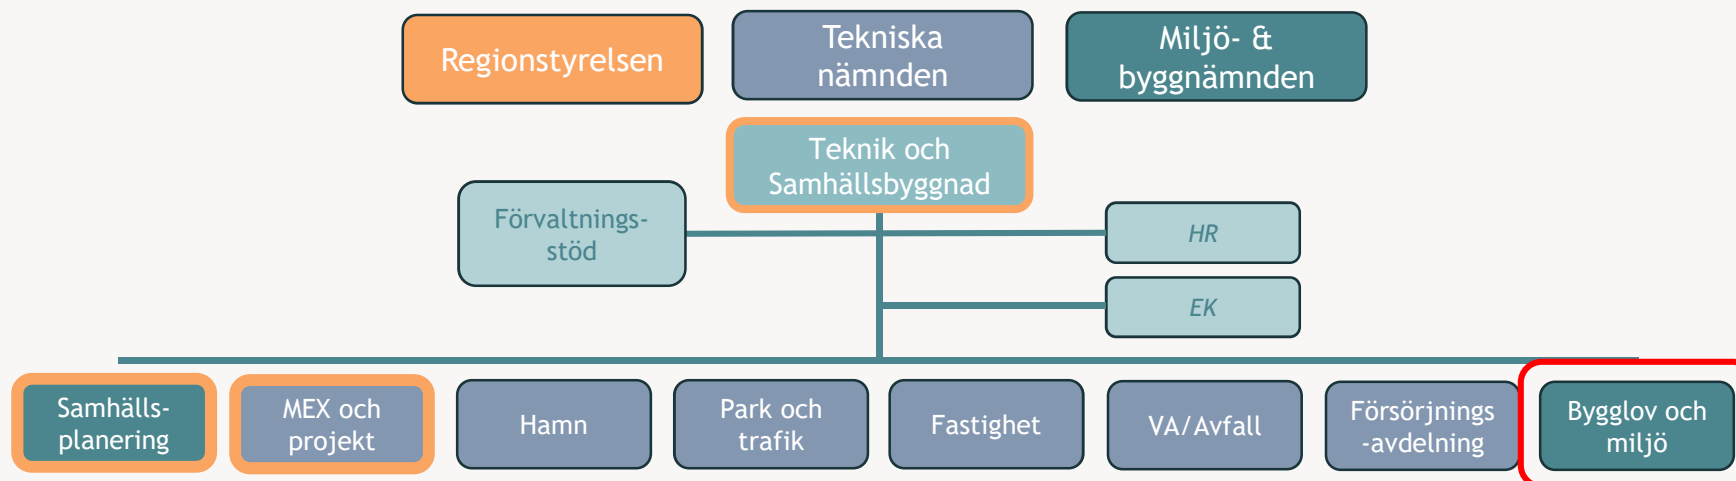 Regionstyrelsen
Tekniska
nämnden
Miljö- &
byggnämnden
Teknik och
Samhällsbyggnad
Förvaltnings-
stöd
HR
EK
Samhälls-
planering
MEX och
projekt
Hamn
Park och
trafik
Fastighet
VA/Avfall
Försörjnings
-avdelning
Bygglov och
miljö